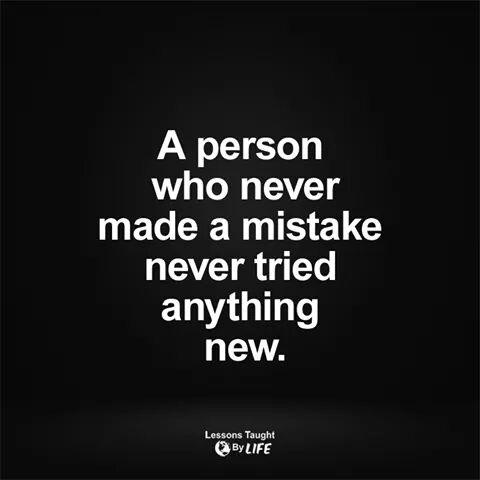 A person
who never
made a mistake
never tried
anything
new.
Lessons Taught
By LIFE